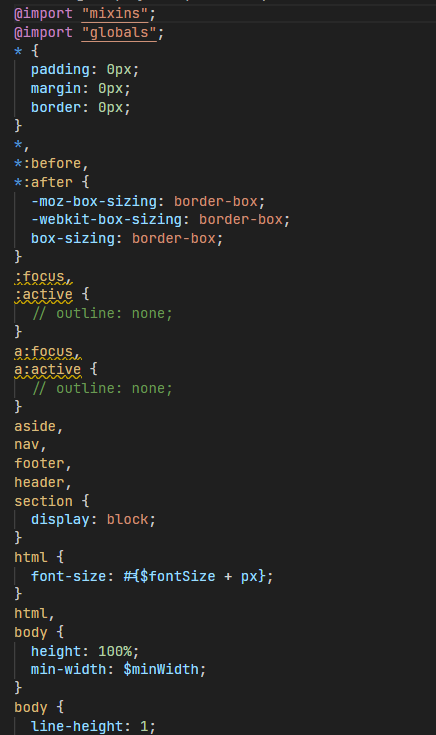 @import "mixins";
@import "globals";
* {
  padding: 0px;
  margin: 0px;
  border: 0px;
}
*,
*:before,
*:after {
  -moz-box-sizing: border-box;
  -webkit-box-sizing: border-box;
  box-sizing: border-box;
}
:focus,
:active {
  // outline: none;
}
a:focus,
a:active {
  // outline: none;
}
aside,
nav,
footer,
header,
section {
  display: block;
}
html {
  font-size: #{$fontSize + px};
}
html,
body {
  height: 100%;
  min-width: $minWidth;
}
body {
  line-height: 1;